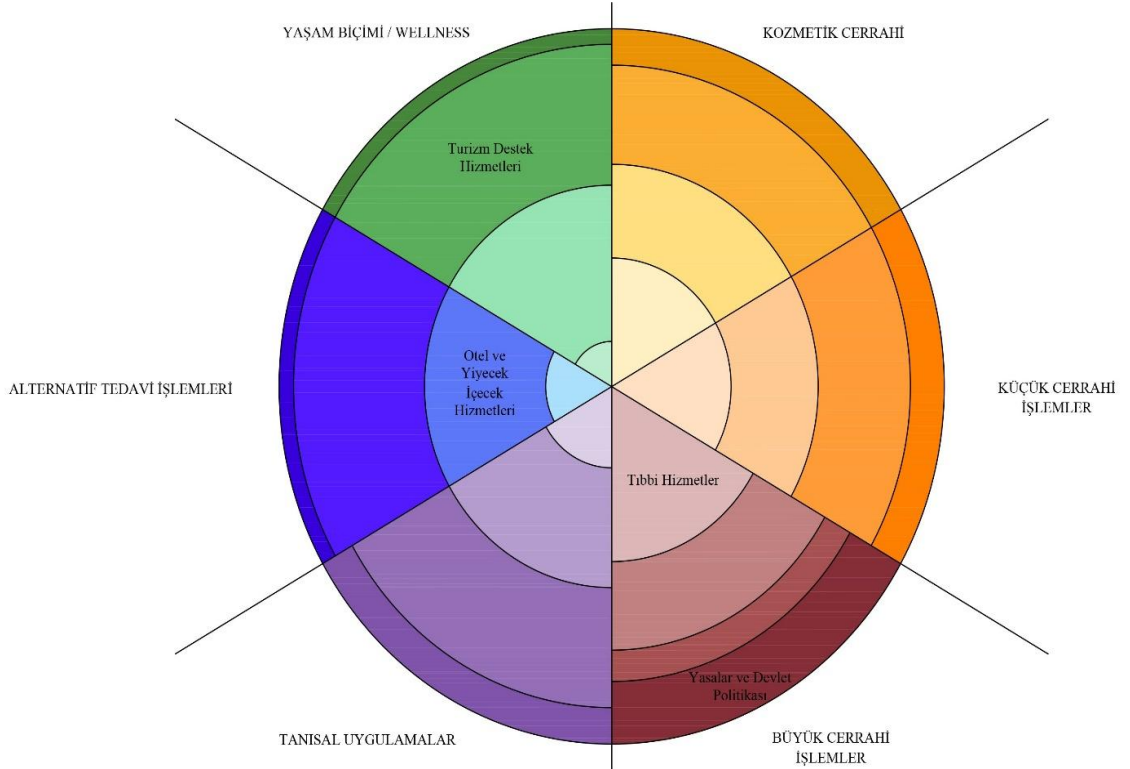 YAŞAM BİÇİMİ / WELLNESS
KOZMETİK CERRAHİ
Turizm Destek
Hizmetleri
ALTERNATİF TEDAVİ İŞLEMLERİ
Otel ve
Yiyecek
İçecek
Hizmetleri
KÜÇÜK CERRAHİ
İŞLEMLER
Tıbbi Hizmetler
Yasalar ve Devlet
Politikası
TANISAL UYGULAMALAR
BÜYÜK CERRAHİ
İŞLEMLER